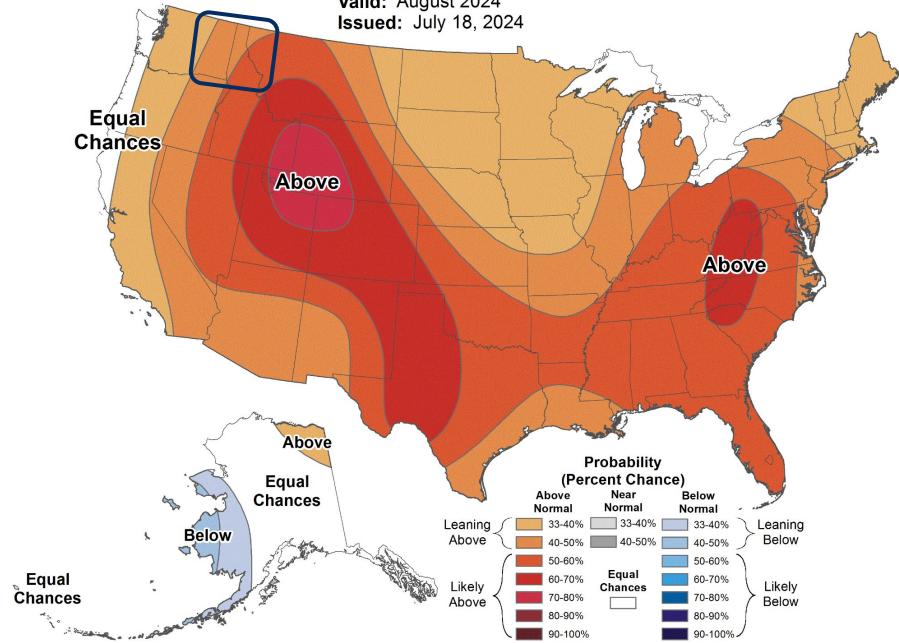 Valid: August 2024
Issued: July 18, 2024
Equal
Chances
Above
Above
Above
Equal
Chances
Below
Equal
Chances
Probability
(Percent Chance)
Above
Normal
Near
Normal
Below
Normal
Leaning
Above
33-40%
33-40%
33-40%
Leaning
Below
40-50%
40-50%
40-50%
Likely
Above
50-60%
50-60%
Likely
Below
60-70%
Equal
Chances
60-70%
70-80%
70-80%
80-90%
80-90%
90-100%
90-100%